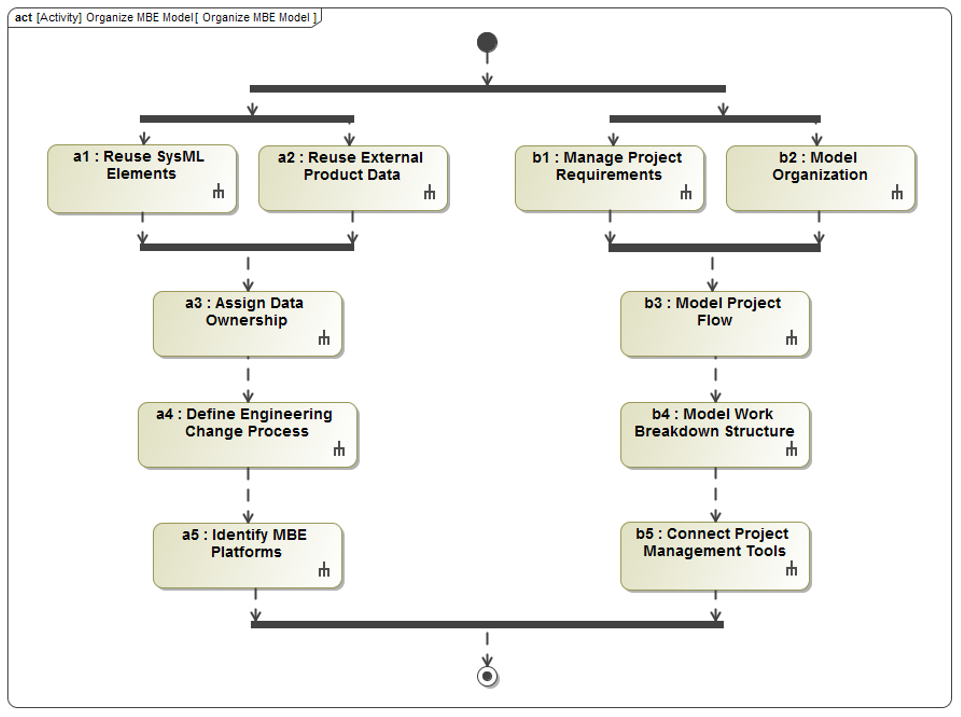 act [Activity] Organize MBE Model[ Organize MBE Model ]
a1 : Reuse SysML
Elements
a2 : Reuse External
Product Data
b1 : Manage Project
Requirements
b2 : Model
Organization
a3 : Assign Data
Ownership
b3 : Model Project
Flow
a4 : Define Engineering
Change Process
b4 : Model Work
Breakdown Structure
a5 : Identify MBE
Platforms
b5 : Connect Project
Management Tools